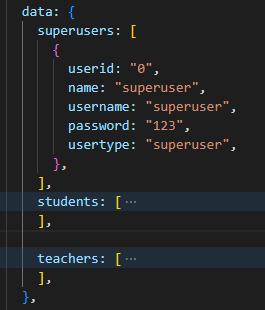 data: {
superusers: [
{
userid: "0",
name: "superuser",
username: "superuser",
password: "123",
usertype: "superuser",
},
],
students: [ ···
],
teachers: [ ···
],
},